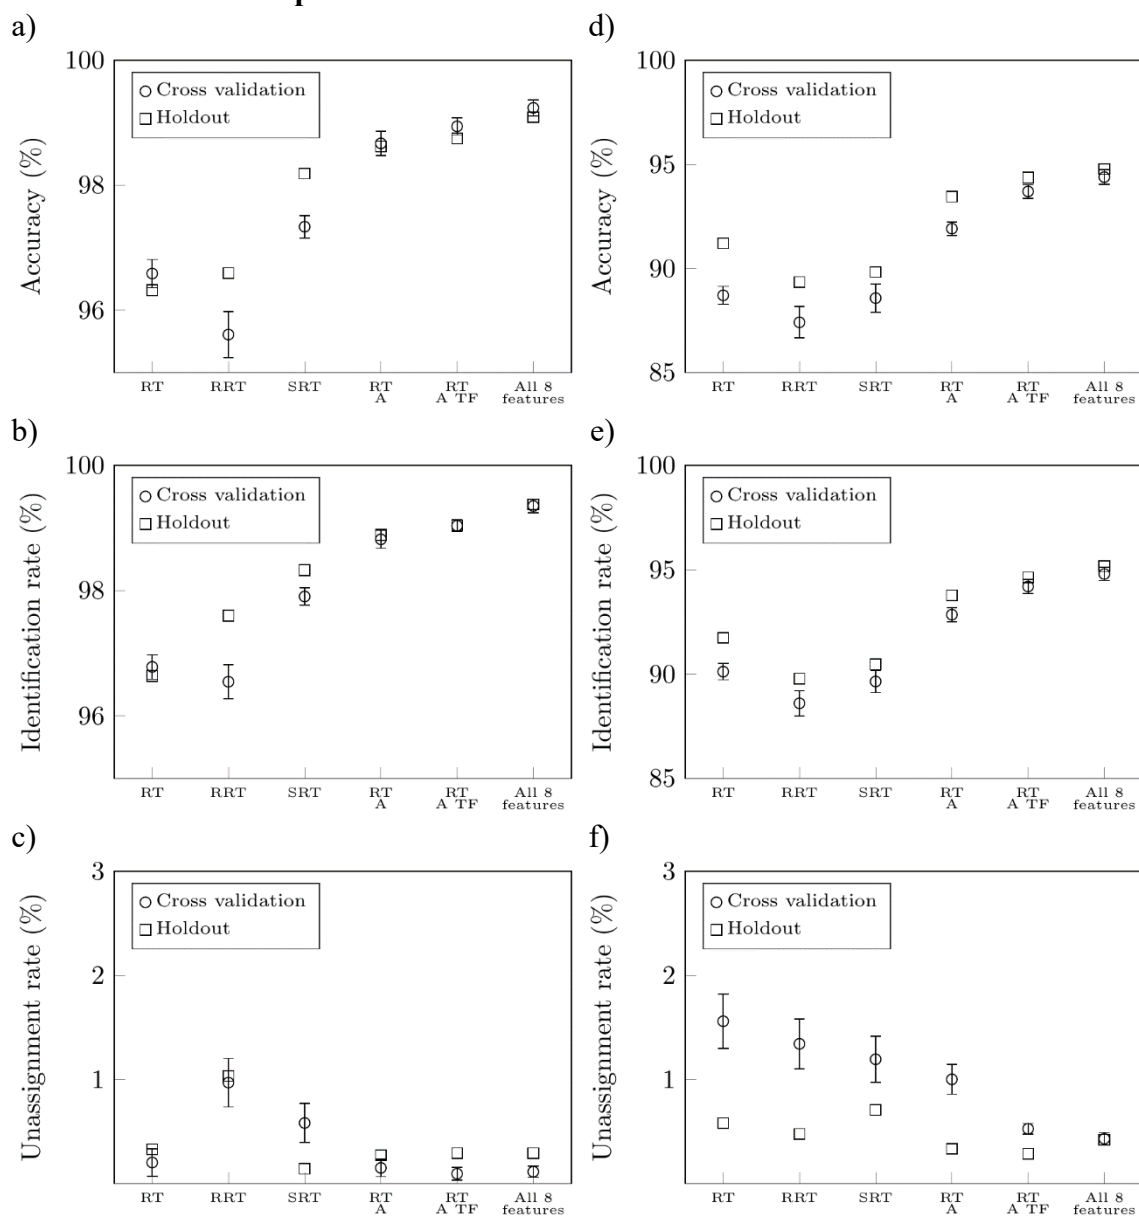 a)
Accuracy (%)
100
98
96
Cross validation
Holdout
RT
RRT
SRT
RT
A
RT
A TF
All 8
features
d)
Accuracy (%)
100
95
90
85
Cross validation
Holdout
RT
RRT
SRT
RT
A
RT
A TF
All 8
features
b)
Identification rate (%)
100
98
96
Cross validation
Holdout
RT
RRT
SRT
RT
A
RT
A TF
All 8
features
e)
Identification rate (%)
100
95
90
85
Cross validation
Holdout
RT
RRT
SRT
RT
A
RT
A TF
All 8
features
c)
Unassignment rate (%)
3
2
1
Cross validation
Holdout
RT
RRT
SRT
RT
A
RT
A TF
All 8
features
f)
Unassignment rate (%)
3
2
1
Cross validation
Holdout
RT
RRT
SRT
RT
A
RT
A TF
All 8
features